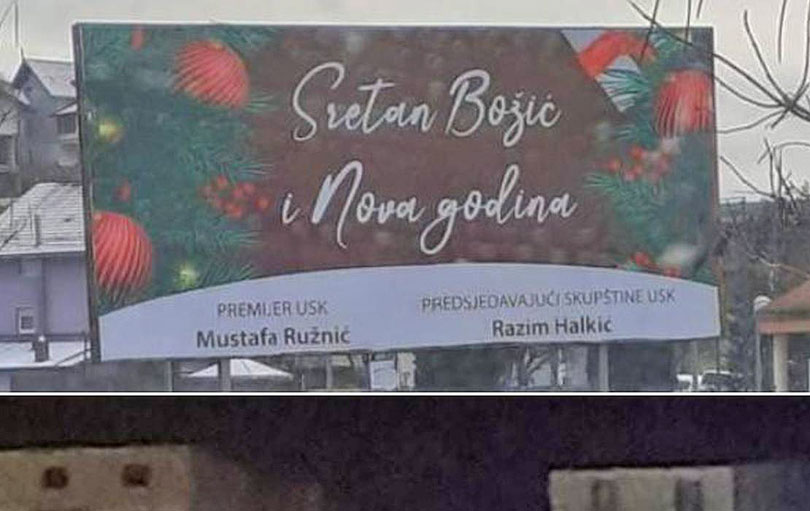 Sretan Božić
i Nova godina
PREMIJER USK
Mustafa Ružnić
PREDSJEDAVAJUĆI SKUPŠTINE USK
Razim Halkić